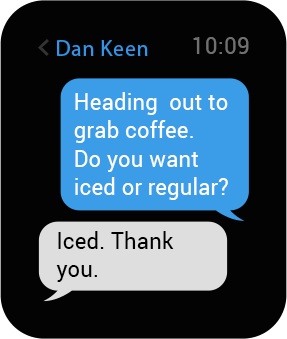 Dan Keen 10:09
Heading out to
grab coffee.
Do you want
iced or regular?
Iced. Thank
you.